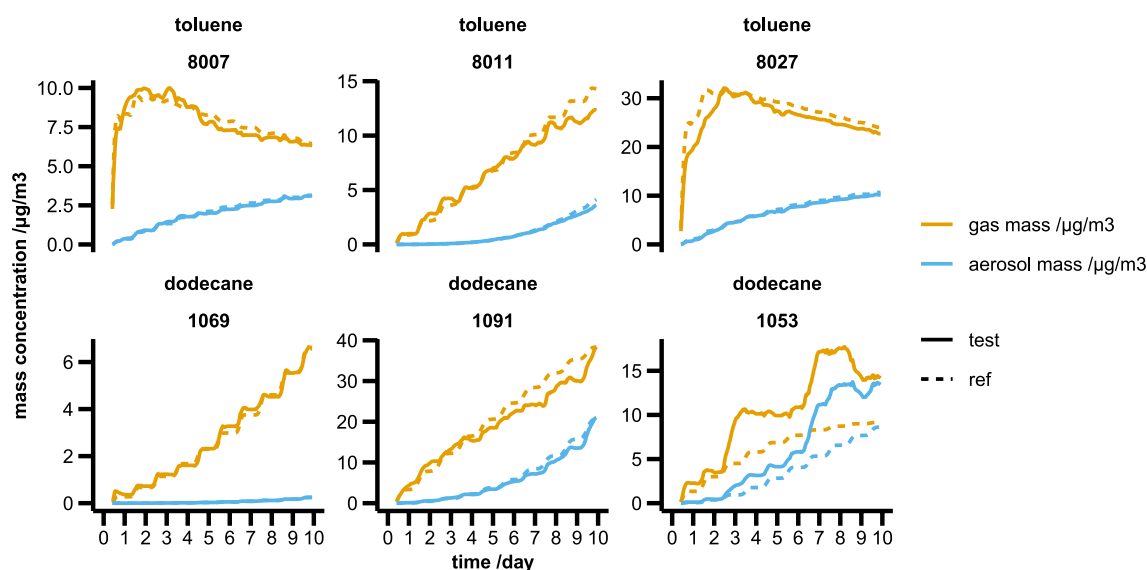 toluene toluene toluene
8007 8011 8027
10.0
7.5
5.0
2.5
0.0
15
10
5
0
30
20
10
0
mass concentration /µg/m3
gas mass /µg/m3
aerosol mass /µg/m3
test
ref
dodecane dodecane dodecane
1069 1091 1053
6
4
2
0
40
30
20
10
0
15
10
5
0
0 1 2 3 4 5 6 7 8 9 10 0 1 2 3 4 5 6 7 8 9 10 0 1 2 3 4 5 6 7 8 9 10
time /day